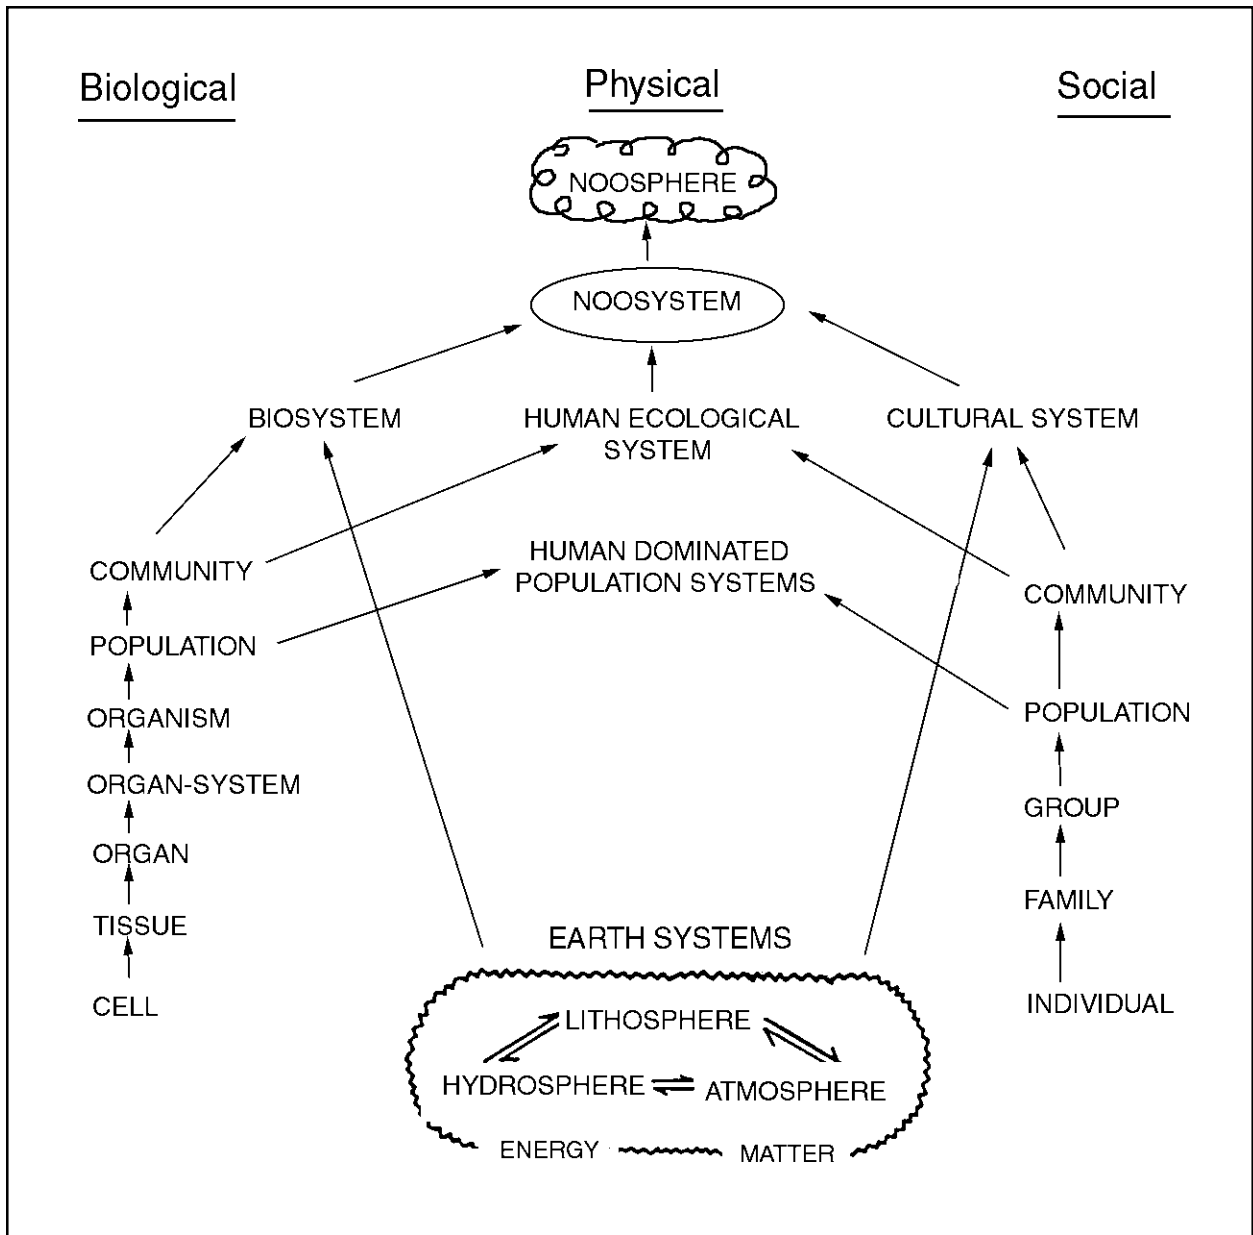 Biological
Physical
Social
NOOSPHERE
NOOSYSTEM
BIOSYSTEM
HUMAN ECOLOGICAL
SYSTEM
CULTURAL SYSTEM
HUMAN DOMINATED
POPULATION SYSTEMS
COMMUNITY
POPULATION
ORGANISM
ORGAN-SYSTEM
ORGAN
TISSUE
CELL
COMMUNITY
POPULATION
GROUP
FAMILY
INDIVIDUAL
EARTH SYSTEMS
LITHOSPHERE
HYDROSPHERE
ATMOSPHERE
ENERGY
MATTER